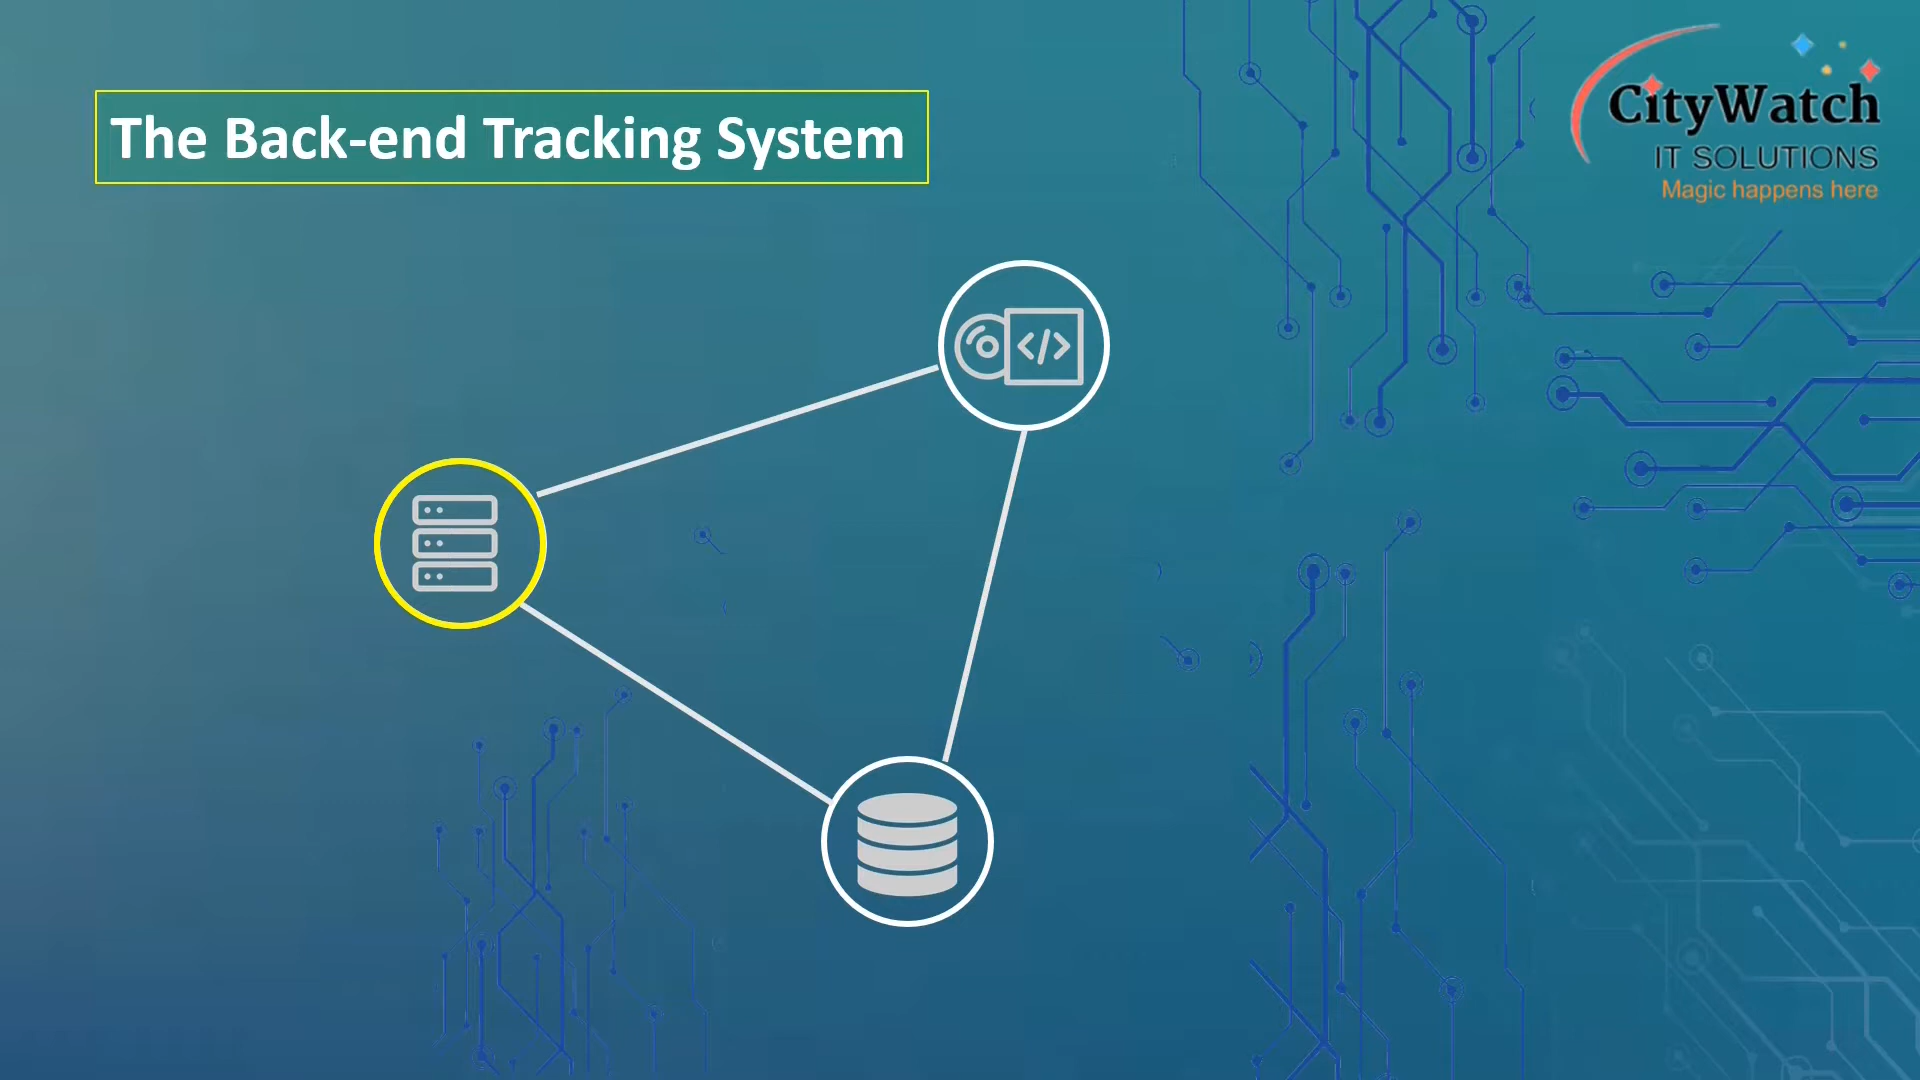 The Back-end Tracking System
CityWatch
IT SOLUTIONS
Magic happens here
</>